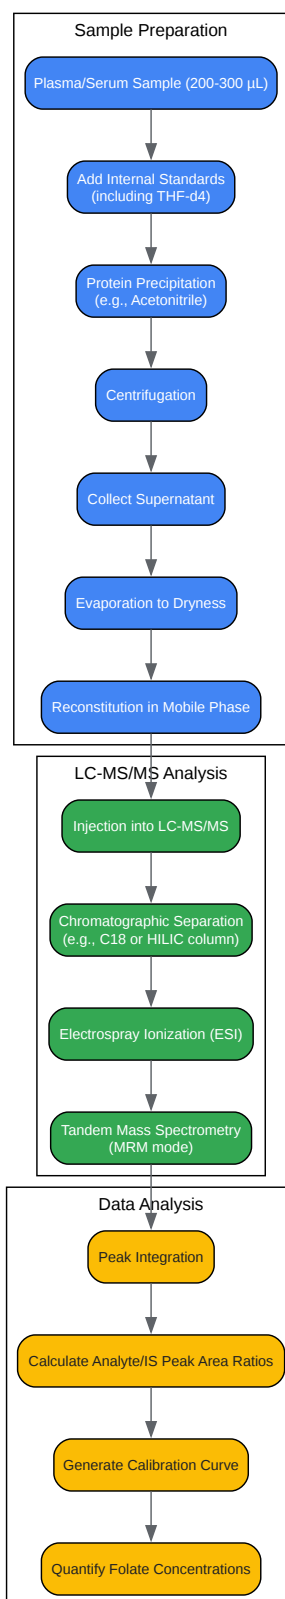 Sample Preparation
Plasma/Serum Sample (200-300 µL)
Add Internal Standards
(including THF-d4)
Protein Precipitation
(e.g., Acetonitrile)
Centrifugation
Collect Supernatant
Evaporation to Dryness
Reconstitution in Mobile Phase
LC-MS/MS Analysis
Injection into LC-MS/MS
Chromatographic Separation
(e.g., C18 or HILIC column)
Electrospray Ionization (ESI)
Tandem Mass Spectrometry
(MRM mode)
Data Analysis
Peak Integration
Calculate Analyte/IS Peak Area Ratios
Generate Calibration Curve
Quantify Folate Concentrations